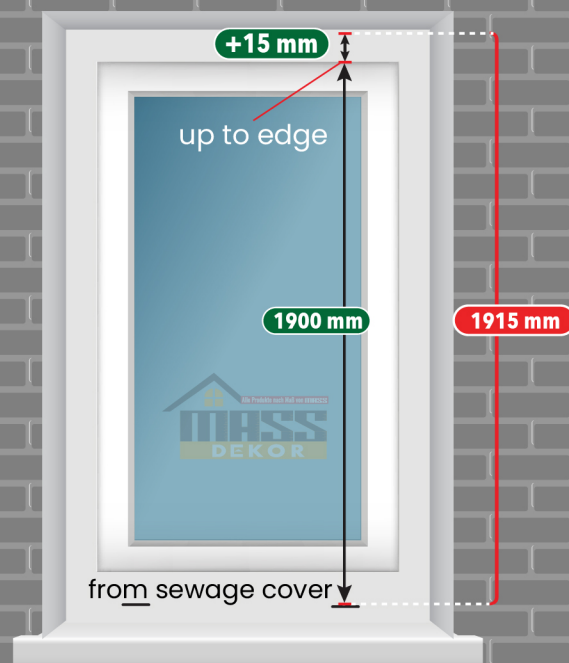 +15 mm
up to edge
1900 mm
1915 mm
MASS
DEKOR
from sewage cover